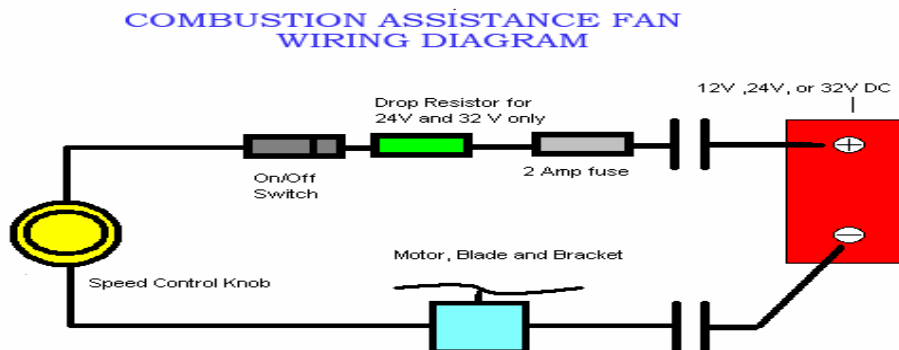 COMBUSTION ASSISTANCE FAN
WIRING DIAGRAM
12V ,24V, or 32V DC
Drop Resistor for
24V and 32 V only
+
On/Off
Switch
2 Amp fuse
−
Motor, Blade and Bracket
Speed Control Knob